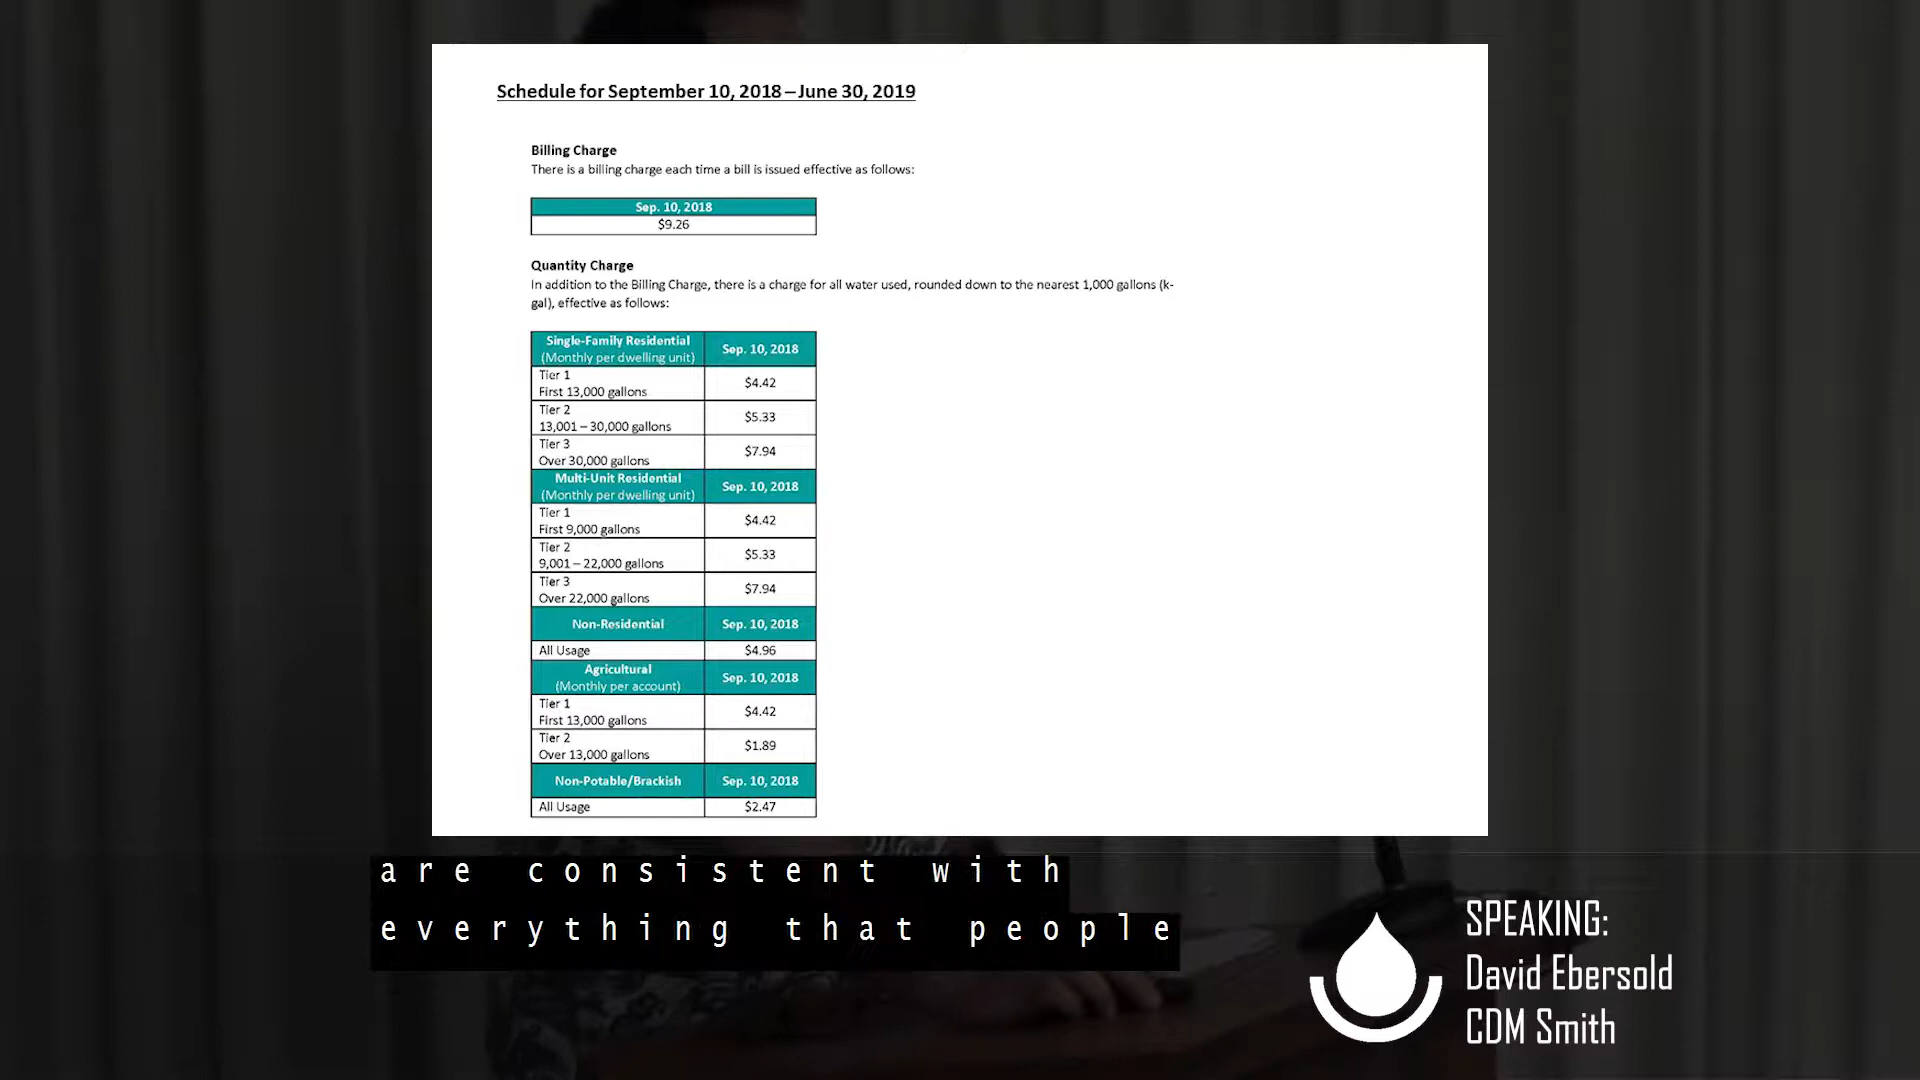 Schedule for September 10, 2018 – June 30, 2019
Billing Charge
There is a billing charge each time a bill is issued effective as follows:
Sep. 10, 2018
$9.26
Quantity Charge
In addition to the Billing Charge, there is a charge for all water used, rounded down to the nearest 1,000 gallons (k-
gal), effective as follows:
Single-Family Residential
(Monthly per dwelling unit)
Sep. 10, 2018
Tier 1
First 13,000 gallons
$4.42
Tier 2
13,001 – 30,000 gallons
$5.33
Tier 3
Over 30,000 gallons
$7.94
Multi-Unit Residential
(Monthly per dwelling unit)
Sep. 10, 2018
Tier 1
First 9,000 gallons
$4.42
Tier 2
9,001 – 22,000 gallons
$5.33
Tier 3
Over 22,000 gallons
$7.94
Non-Residential
Sep. 10, 2018
All Usage
$4.96
Agricultural
(Monthly per account)
Sep. 10, 2018
Tier 1
First 13,000 gallons
$4.42
Tier 2
Over 13,000 gallons
$1.89
Non-Potable/Brackish
Sep. 10, 2018
All Usage
$2.47
are consistent with
everything that people
SPEAKING:
David Ebersold
CDM Smith